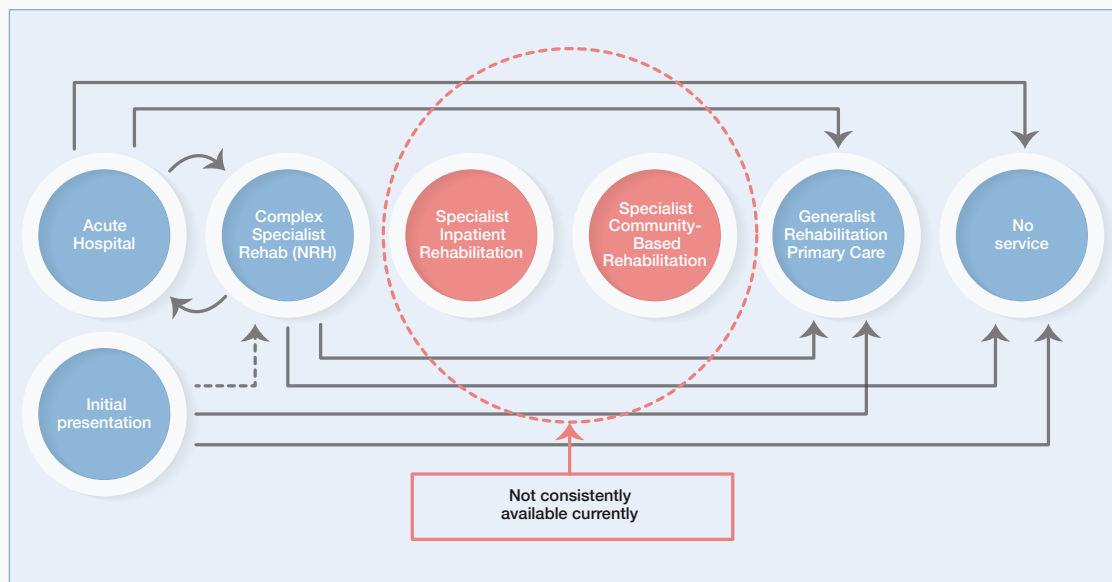 Acute
Hospital
Complex
Specialist
Rehab (NRH)
Specialist
Inpatient
Rehabilitation
Specialist
Community-
Based
Rehabilitation
Generalist
Rehabilitation
Primary Care
No
service
Initial
presentation
Not consistently
available currently